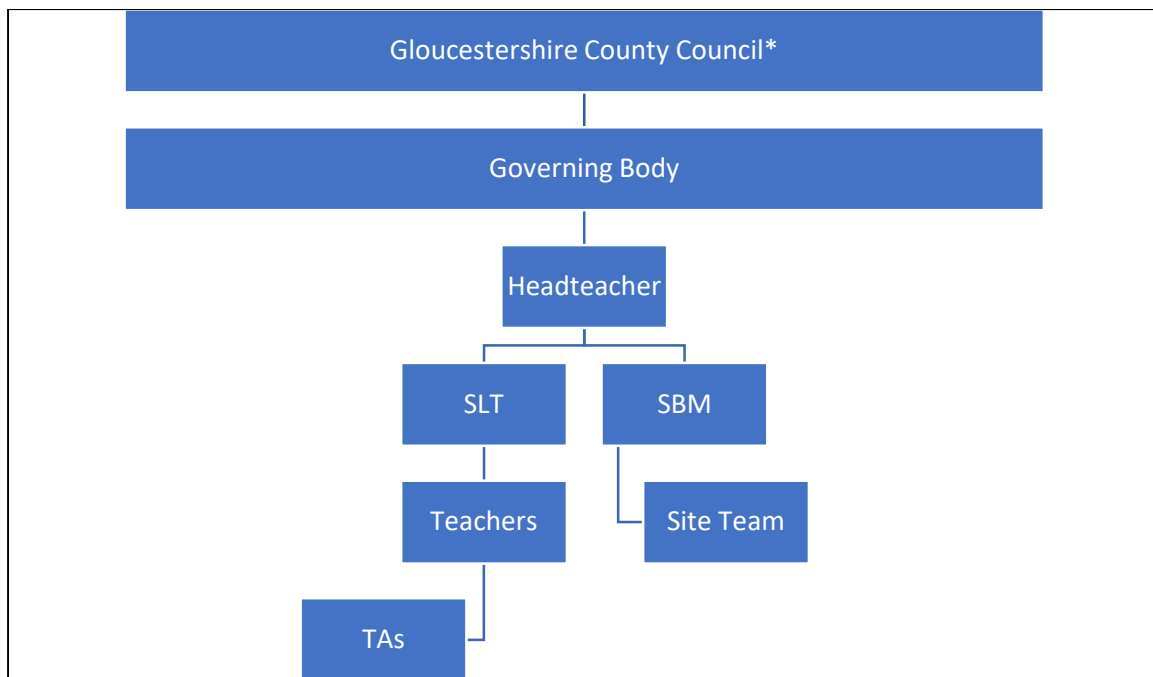 Gloucestershire County Council*
Governing Body
Headteacher
SLT
SBM
Teachers
Site Team
TAs